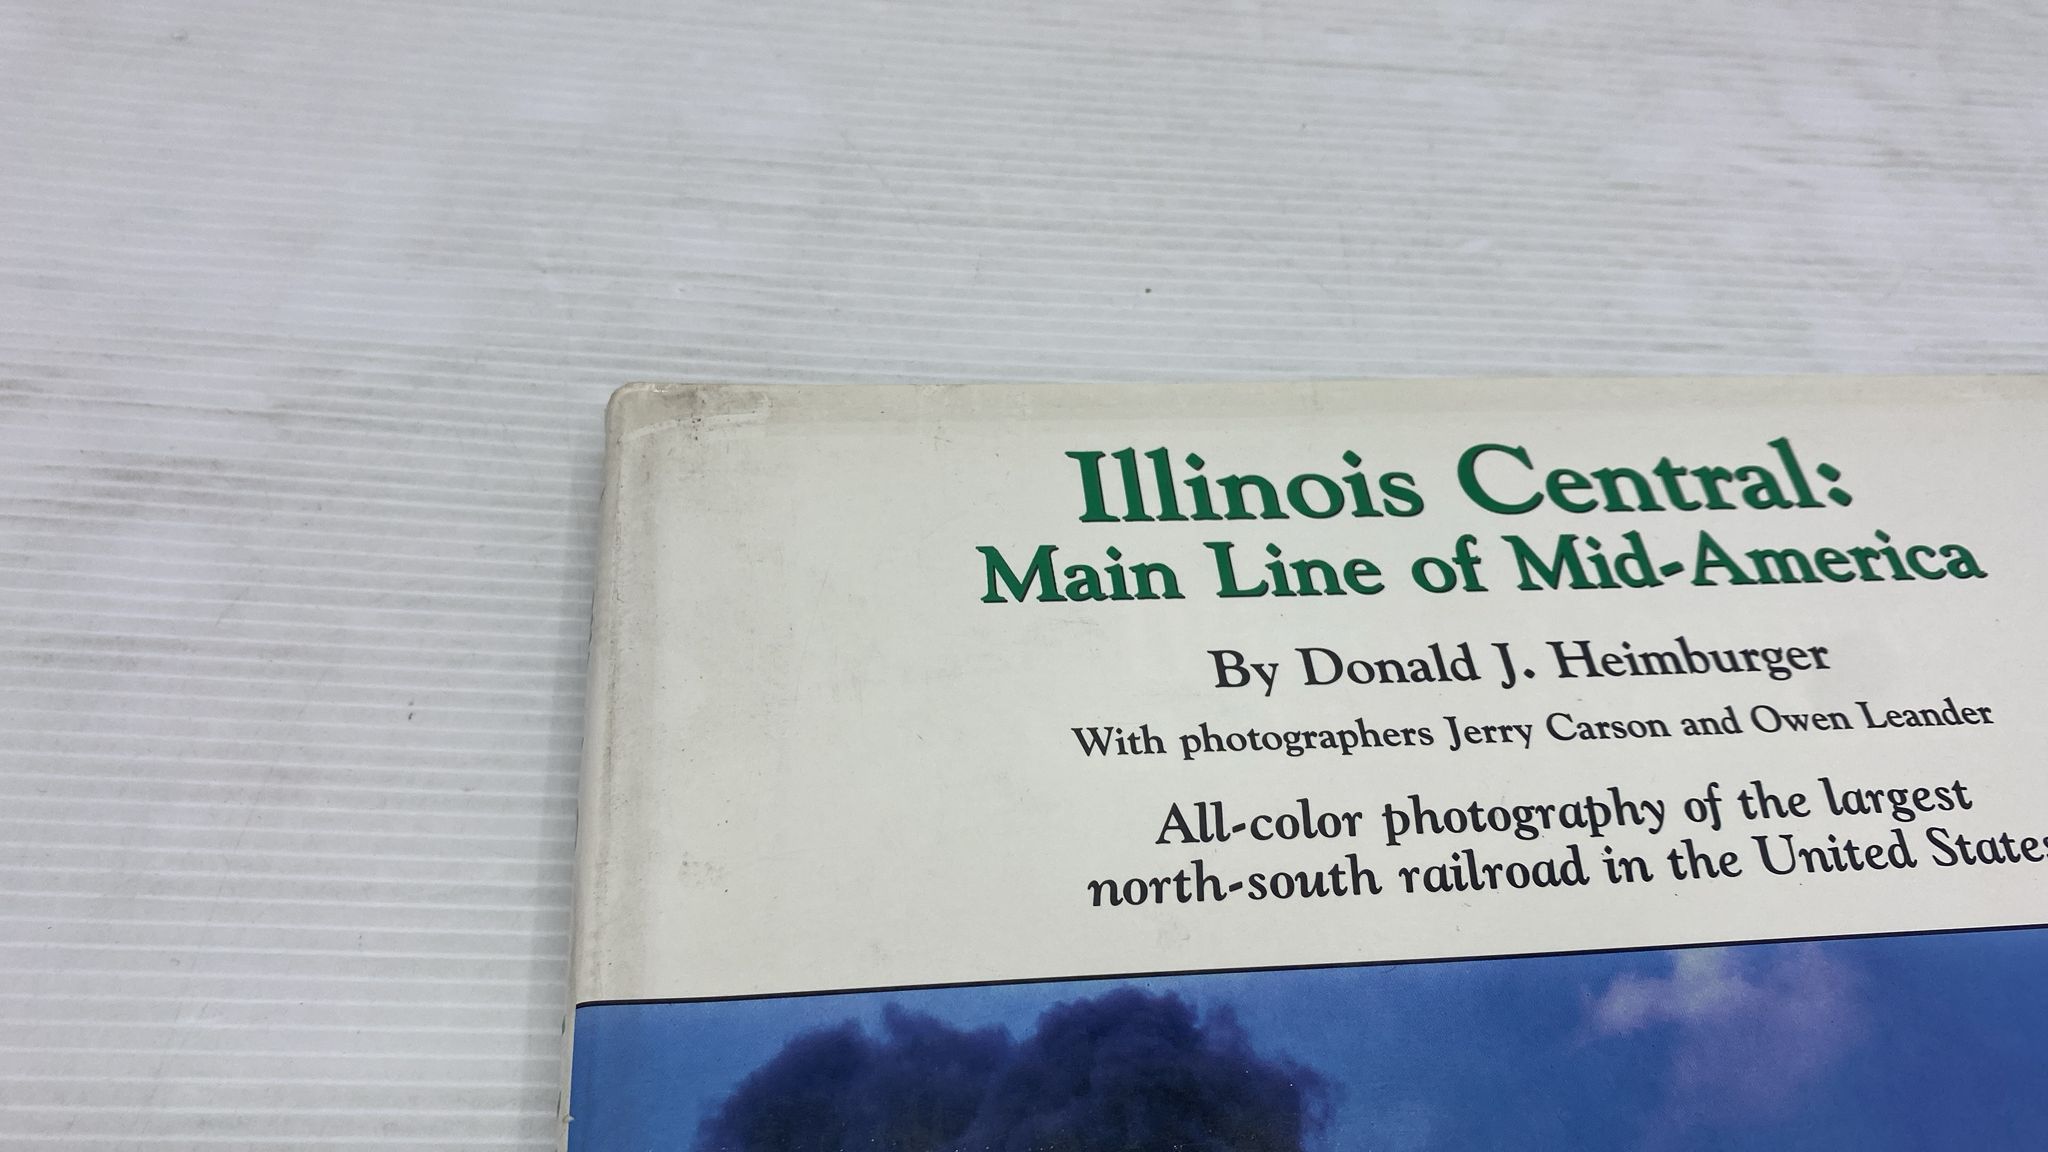 Illinois Central:
Main Line of Mid-America
By Donald J. Heimburger
With photographers Jerry Carson and Owen Leander
All-color photography of the largest
north-south railroad in the United States